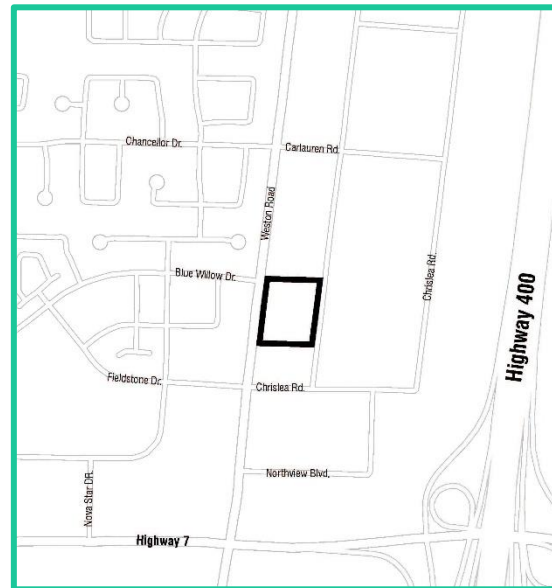 Chancellor Dr.
Carlauren Rd.
Weston Road
Blue Willow Dr.
Chrislea Rd.
Highway 400
Fieldstone Dr.
Chrislea Rd.
Northview Blvd.
Nova Star DR.
Highway 7